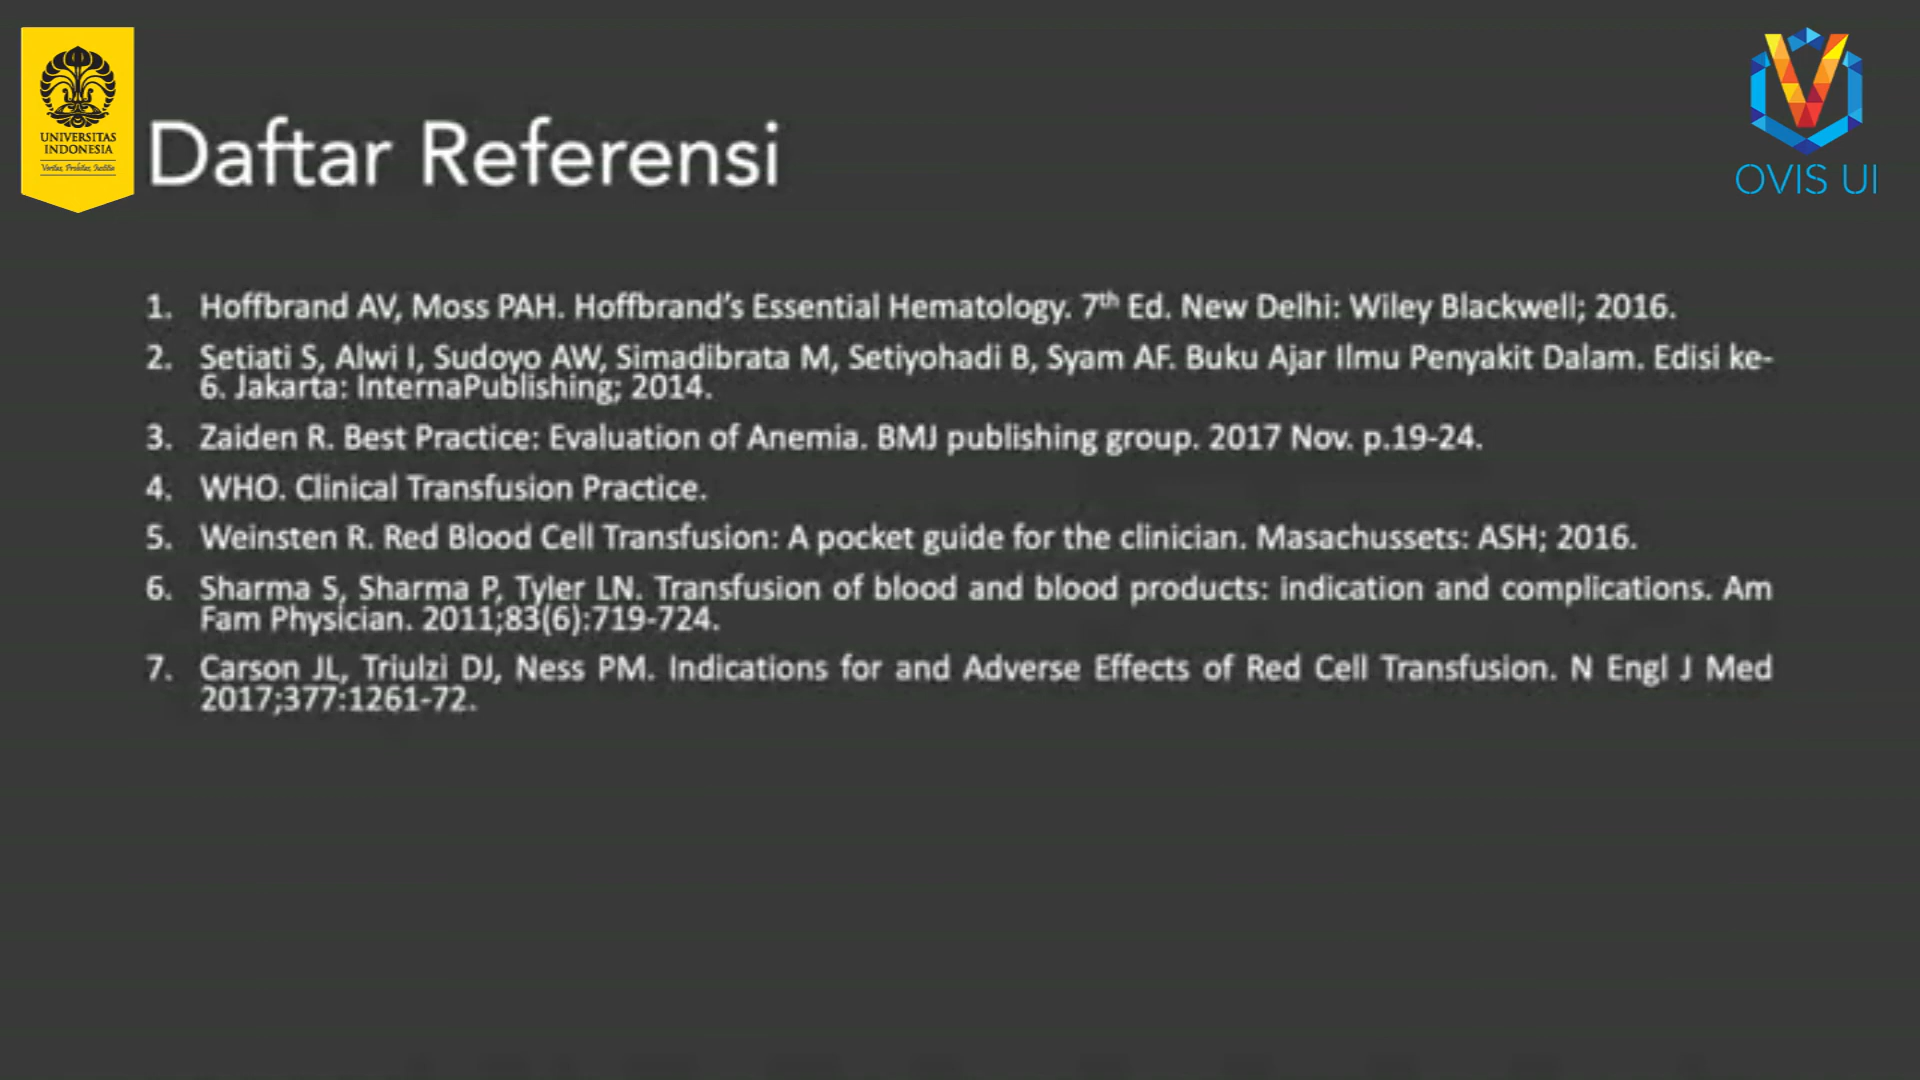 UNIVERSITAS
INDONESIA
Veritas, Probitas, Justitia
Daftar Referensi
OVIS UI
1. Hoffbrand AV, Moss PAH. Hoffbrand’s Essential Hematology. 7th Ed. New Delhi: Wiley Blackwell; 2016.
2. Setiati S, Alwi I, Sudoyo AW, Simadibrata M, Setiyohadi B, Syam AF. Buku Ajar Ilmu Penyakit Dalam. Edisi ke-
6. Jakarta: InternaPublishing; 2014.
3. Zaiden R. Best Practice: Evaluation of Anemia. BMJ publishing group. 2017 Nov. p.19-24.
4. WHO. Clinical Transfusion Practice.
5. Weinsten R. Red Blood Cell Transfusion: A pocket guide for the clinician. Masachussets: ASH; 2016.
6. Sharma S, Sharma P, Tyler LN. Transfusion of blood and blood products: indication and complications. Am
Fam Physician. 2011;83(6):719-724.
7. Carson JL, Triulzi DJ, Ness PM. Indications for and Adverse Effects of Red Cell Transfusion. N Engl J Med
2017;377:1261-72.